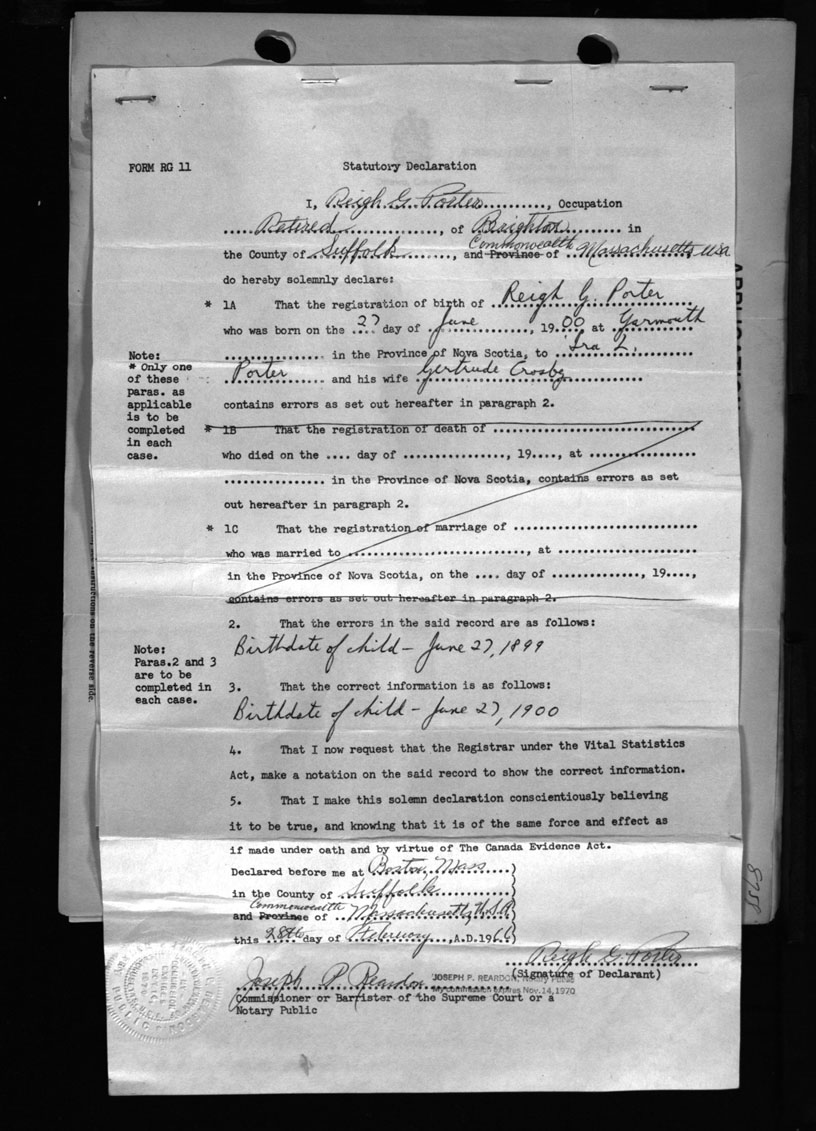 FORM RG 11
Statutory Declaration
I, Reigh G. Porter, Occupation
Retired, of Brighton in
the County of Suffolk, and Province of Commonwealth Massachusetts USA
do hereby solemnly declare:
* 1A That the registration of birth of Reigh G. Porter
who was born on the 27 day of June, 1900 at Yarmouth
in the Province of Nova Scotia, to Ira L.
Porter and his wife Gertrude Crosby
contains errors as set out hereafter in paragraph 2.
Note:
* Only one
of these
paras. as
applicable
is to be
completed
in each
case.
* 1B That the registration of death of
who died on the .... day of ................, 19...., at
in the Province of Nova Scotia, contains errors as set
out hereafter in paragraph 2.
* 1C That the registration of marriage of
who was married to ............................, at
in the Province of Nova Scotia, on the .... day of .............., 19....,
contains errors as set out hereafter in paragraph 2.
2. That the errors in the said record are as follows:
Birthdate of child - June 27, 1899
Note:
Paras.2 and 3
are to be
completed in
each case.
3. That the correct information is as follows:
Birthdate of child - June 27, 1900
4. That I now request that the Registrar under the Vital Statistics
Act, make a notation on the said record to show the correct information.
5. That I make this solemn declaration conscientiously believing
it to be true, and knowing that it is of the same force and effect as
if made under oath and by virtue of The Canada Evidence Act.
Declared before me at Boston, Mass
in the County of Suffolk
Commonwealth
and Province of Massachusetts U.S.A
this 28th day of February, A.D.1966
Reigh G. Porter
(Signature of Declarant)
Joseph P. Reardon
JOSEPH P. REARDON, Notary Public
My commission expires Nov. 14, 1970
Commissioner or Barrister of the Supreme Court or a
Notary Public
instructions on the reverse side.
8758